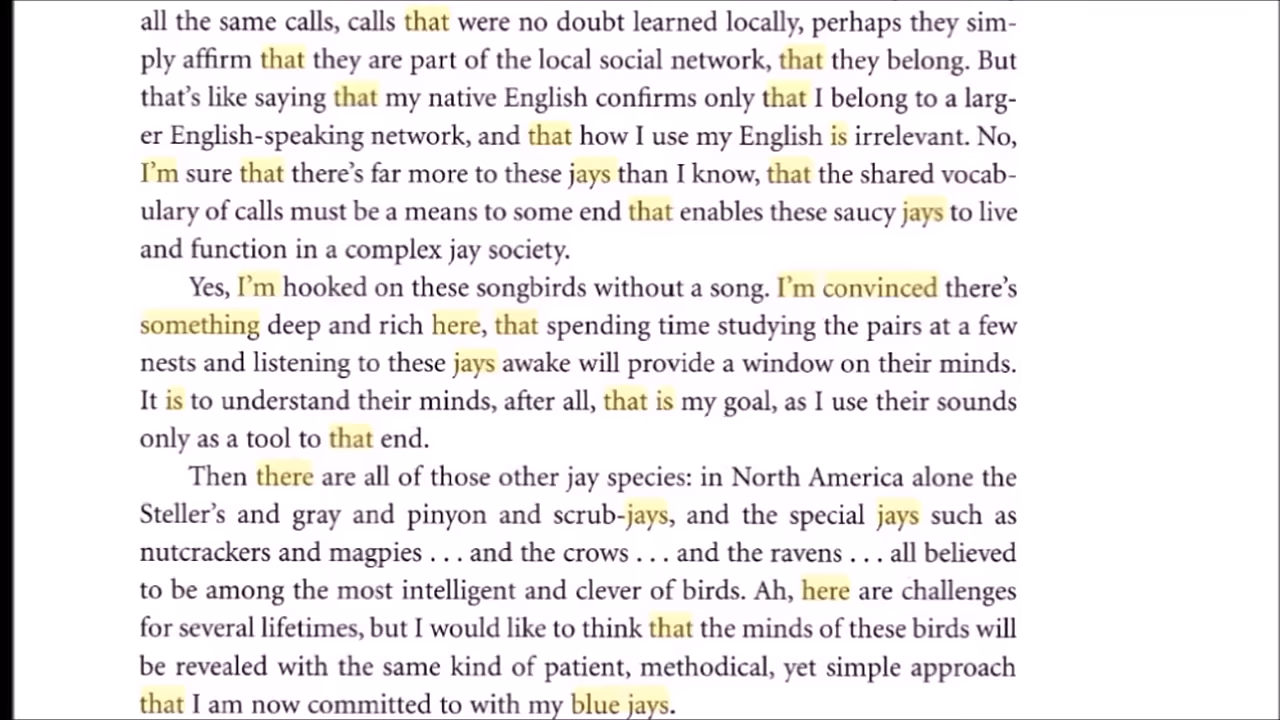 all the same calls, calls that were no doubt learned locally, perhaps they sim-
ply affirm that they are part of the local social network, that they belong. But
that’s like saying that my native English confirms only that I belong to a larg-
er English-speaking network, and that how I use my English is irrelevant. No,
I’m sure that there’s far more to these jays than I know, that the shared vocab-
ulary of calls must be a means to some end that enables these saucy jays to live
and function in a complex jay society.
Yes, I’m hooked on these songbirds without a song. I’m convinced there’s
something deep and rich here, that spending time studying the pairs at a few
nests and listening to these jays awake will provide a window on their minds.
It is to understand their minds, after all, that is my goal, as I use their sounds
only as a tool to that end.
Then there are all of those other jay species: in North America alone the
Steller’s and gray and pinyon and scrub-jays, and the special jays such as
nutcrackers and magpies . . . and the crows . . . and the ravens . . . all believed
to be among the most intelligent and clever of birds. Ah, here are challenges
for several lifetimes, but I would like to think that the minds of these birds will
be revealed with the same kind of patient, methodical, yet simple approach
that I am now committed to with my blue jays.